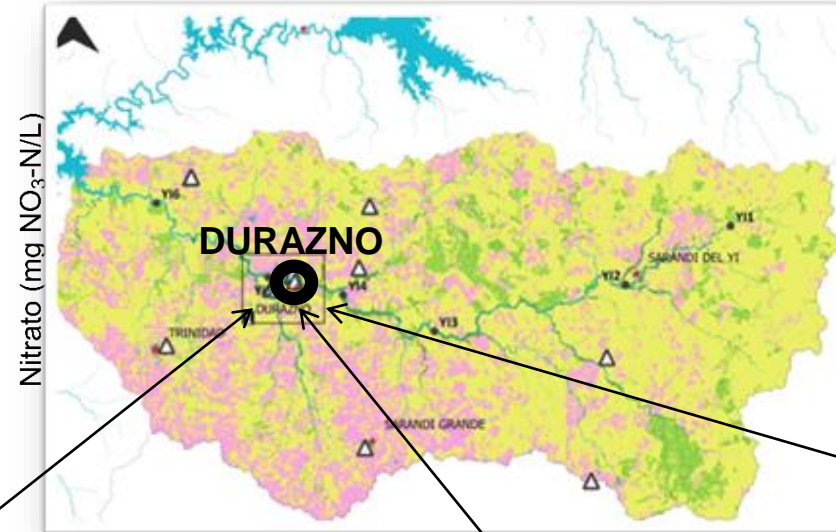 Nitrato (mg NO₃-N/L)
YI6
DURAZNO
YI1
SARANDI DEL YI
YI2
YI4
DURAZNO
YI3
TRINIDAD
SARANDI GRANDE